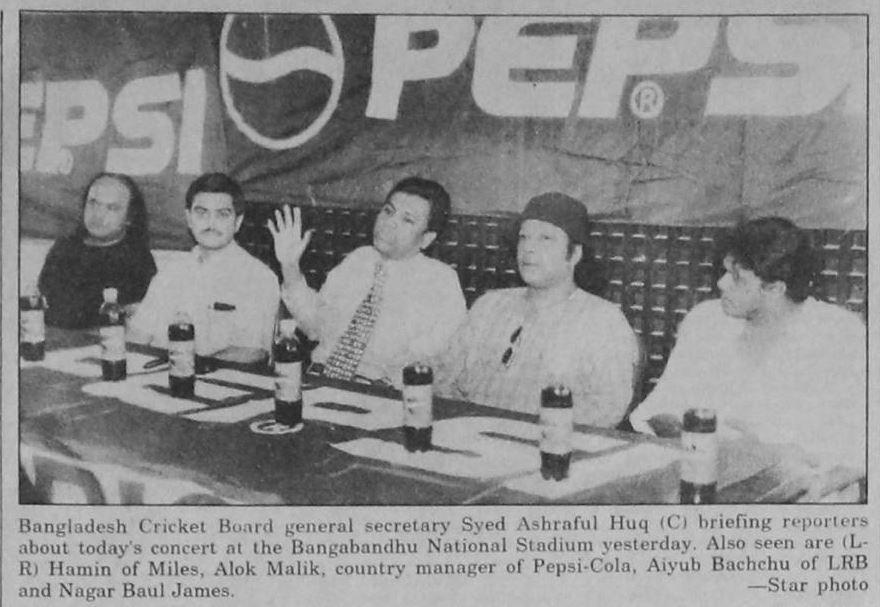 EPSI
PEPSI
®
Bangladesh Cricket Board general secretary Syed Ashraful Huq (C) briefing reporters
about today's concert at the Bangabandhu National Stadium yesterday. Also seen are (L-
R) Hamin of Miles, Alok Malik, country manager of Pepsi-Cola, Aiyub Bachchu of LRB
and Nagar Baul James. —Star photo